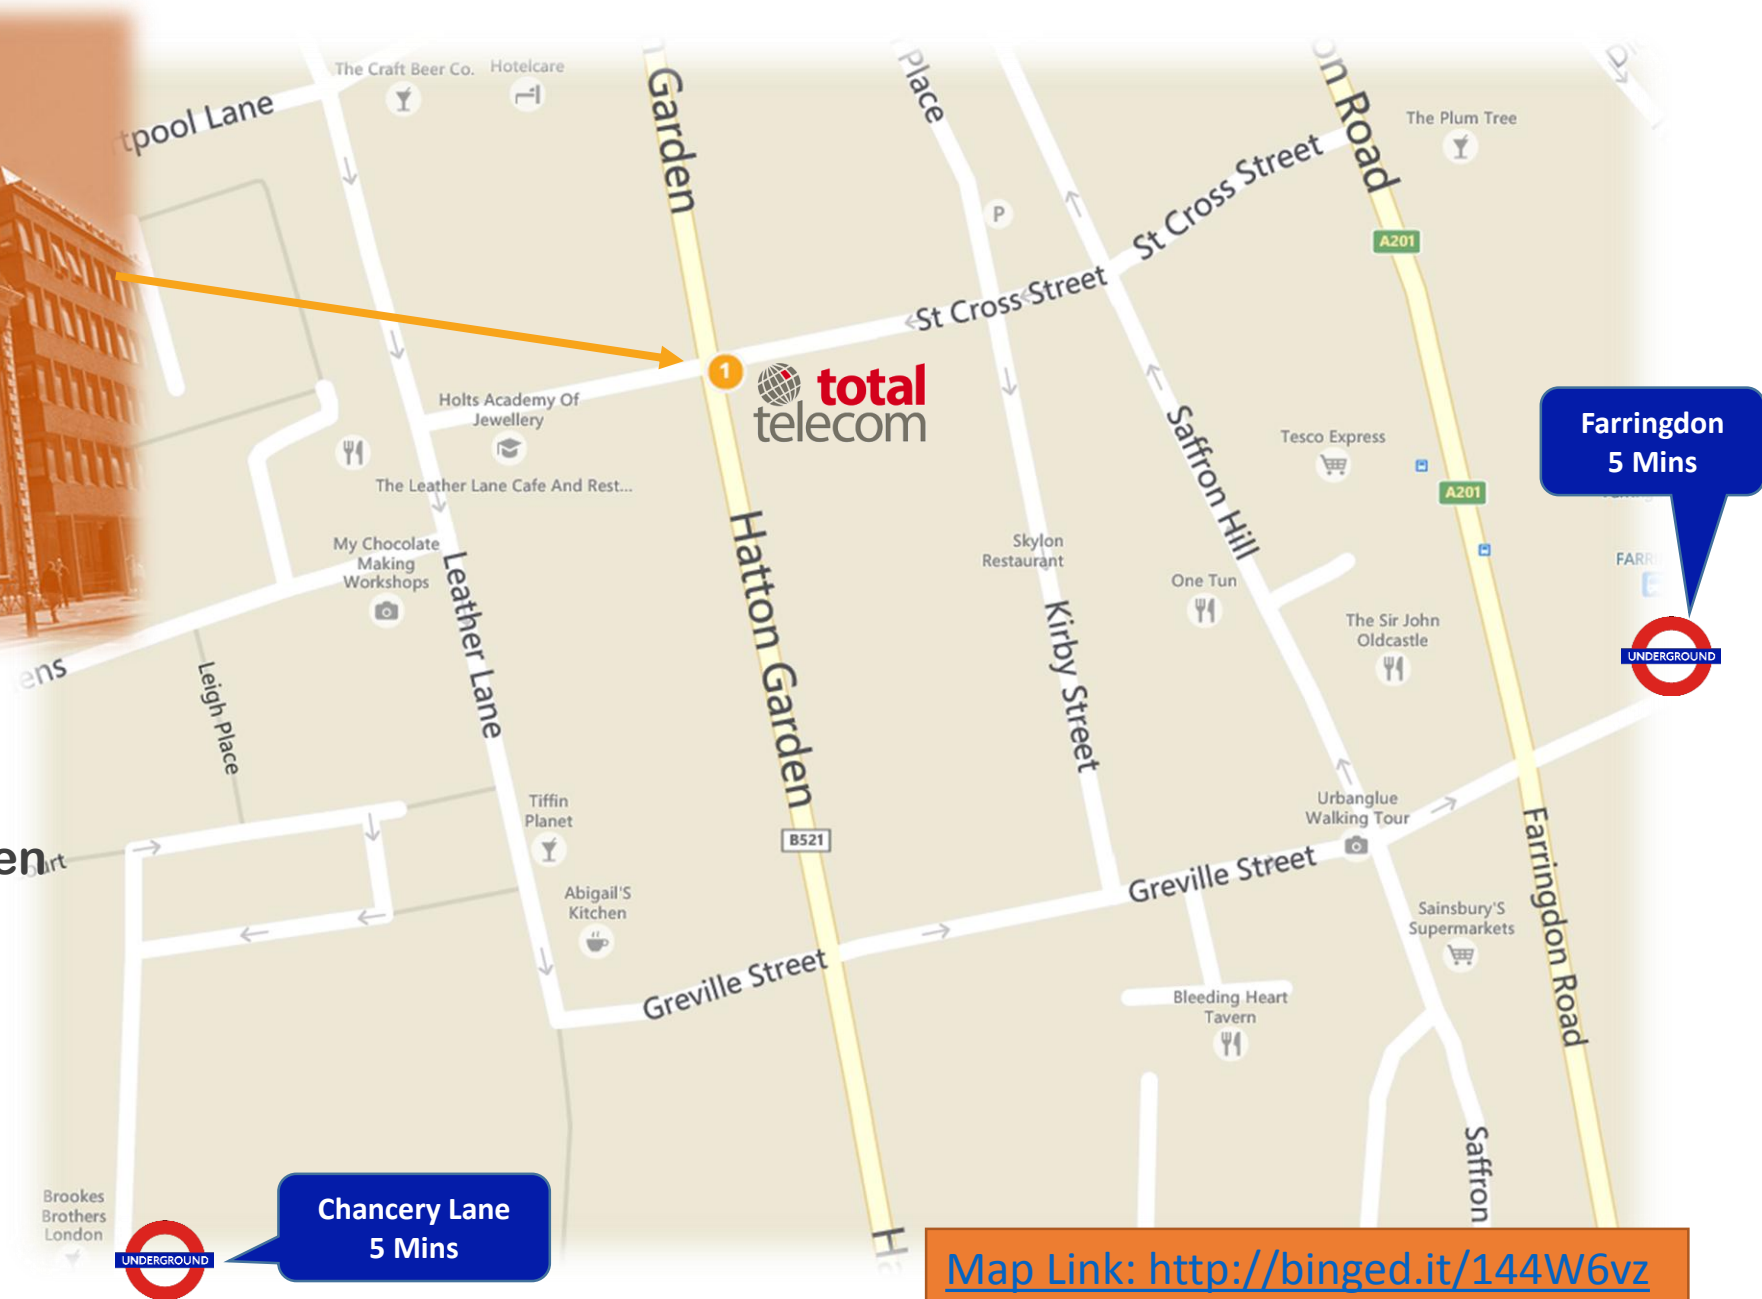 The Craft Beer Co.
Hotelcare
tpool Lane
Garden
Place
on Road
The Plum Tree
St Cross Street
A201
St Cross Street
1
total
telecom
Holts Academy Of
Jewellery
The Leather Lane Cafe And Rest...
My Chocolate
Making
Workshops
Leather Lane
Hatton Garden
Saffron Hill
Tesco Express
A201
Farringdon
5 Mins
FARR
UNDERGROUND
Skylon
Restaurant
One Tun
The Sir John
Oldcastle
Kirby Street
ens
Leigh Place
Tiffin
Planet
B521
Urbanglue
Walking Tour
Greville Street
Farringdon Road
en
urt
Abigail'S
Kitchen
Sainsbury'S
Supermarkets
Greville Street
Bleeding Heart
Tavern
P
Saffron
Brookes
Brothers
London
UNDERGROUND
Chancery Lane
5 Mins
Ha
Map Link: http://binged.it/144W6vz